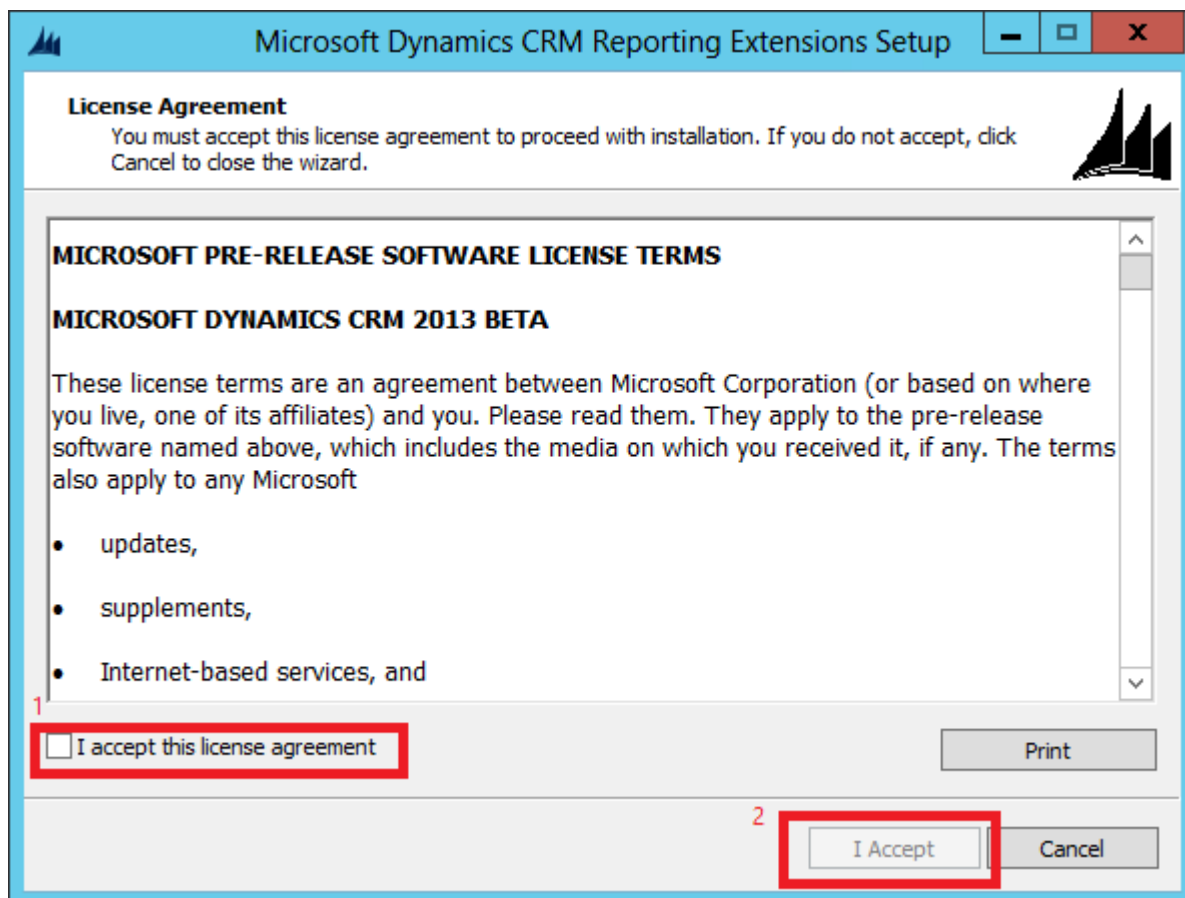 Microsoft Dynamics CRM Reporting Extensions Setup
License Agreement
You must accept this license agreement to proceed with installation. If you do not accept, click
Cancel to close the wizard.
MICROSOFT PRE-RELEASE SOFTWARE LICENSE TERMS
MICROSOFT DYNAMICS CRM 2013 BETA
These license terms are an agreement between Microsoft Corporation (or based on where
you live, one of its affiliates) and you. Please read them. They apply to the pre-release
software named above, which includes the media on which you received it, if any. The terms
also apply to any Microsoft
• updates,
• supplements,
• Internet-based services, and
1
I accept this license agreement
Print
2
I Accept
Cancel